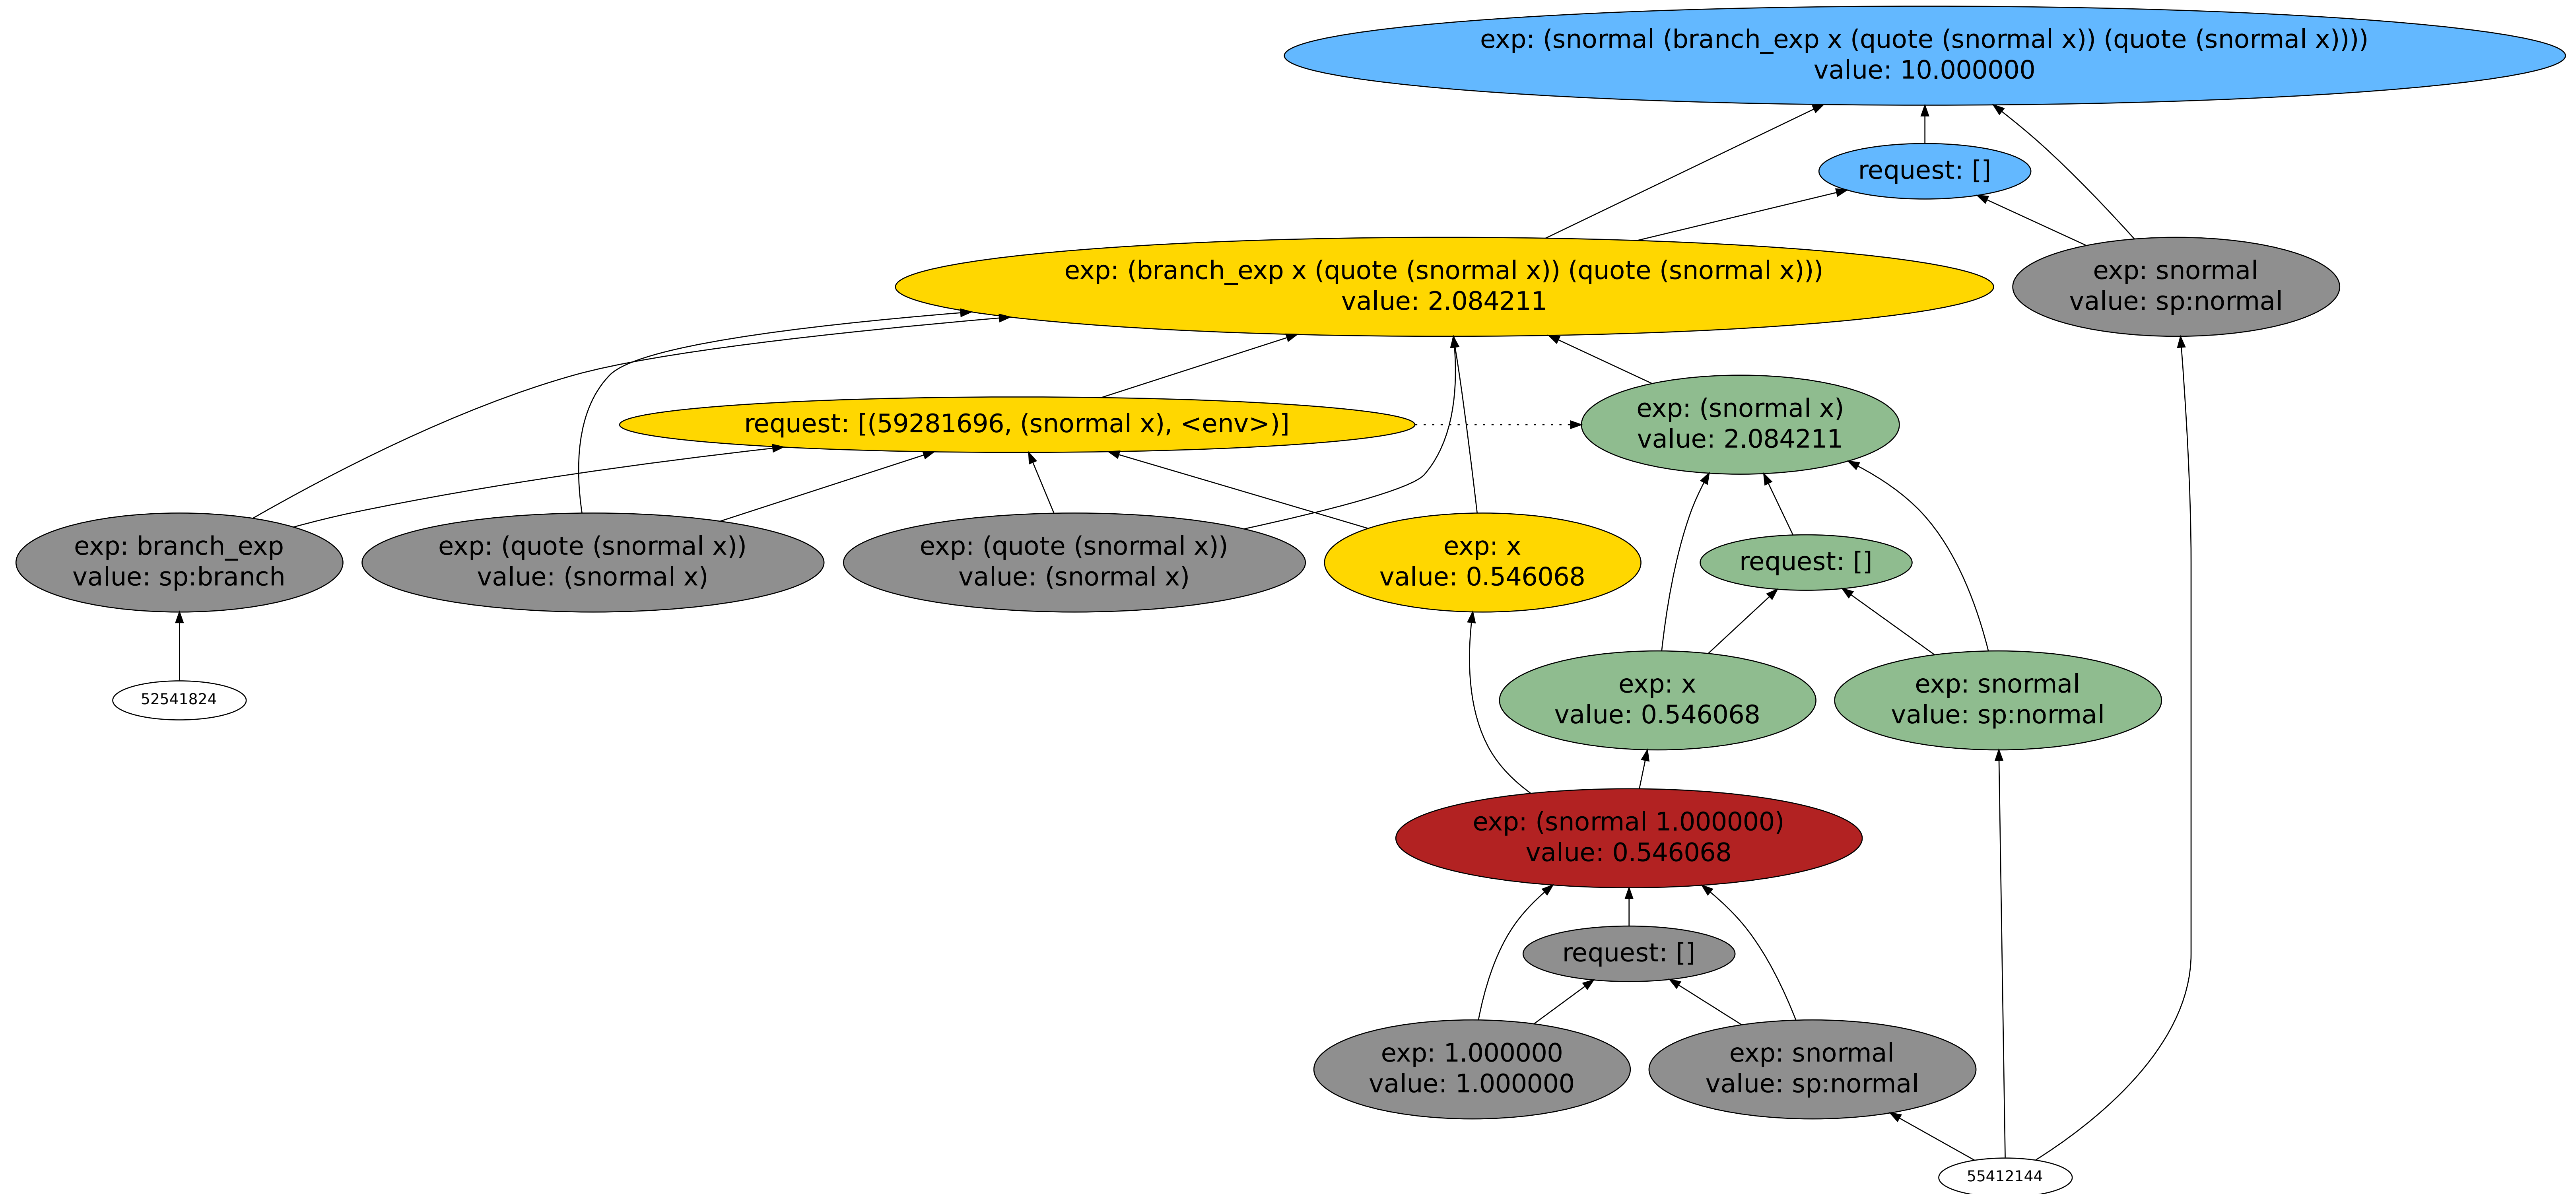 exp: (snormal (branch_exp x (quote (snormal x)) (quote (snormal x))))
value: 10.000000
request: []
exp: (branch_exp x (quote (snormal x)) (quote (snormal x)))
value: 2.084211
exp: snormal
value: sp:normal
request: [(59281696, (snormal x), <env>)]
exp: (snormal x)
value: 2.084211
exp: branch_exp
value: sp:branch
exp: (quote (snormal x))
value: (snormal x)
exp: (quote (snormal x))
value: (snormal x)
exp: x
value: 0.546068
request: []
52541824
exp: x
value: 0.546068
exp: snormal
value: sp:normal
exp: (snormal 1.000000)
value: 0.546068
request: []
exp: 1.000000
value: 1.000000
exp: snormal
value: sp:normal
55412144